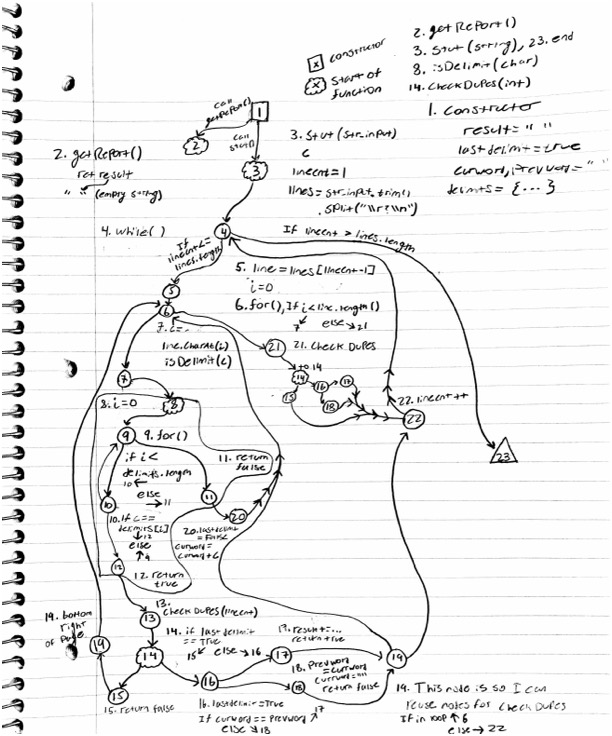 x constructor
x start of function
2. getReport()
3. Stut(string), 23. end
8. isDelimit(char)
14. CheckDupes(int)
1. Constructor
result = " "
lastdelimit = true
curword, prevword = " "
delimits = {...}
call getReport()
call stut()
1
2
3
2. getReport()
ret result
" " (empty string)
3. Stut(str.input)
linecnt = 1
lines = str.input.trim()
.split("\\r?\\n")
4. while()
4
If linecnt <= lines.length
If linecnt > lines.length
5. line = lines[linecnt-1]
i=0
5
6. for(), If i < line.length()
7 else → 21
6
7. c=
line.charAt(i)
isDelimit(c)
21
21. Check Dupes
to 14
14
15
16
17
18
22. linecnt ++
22
23
7
8. i=0
8
9
9. for()
if i <
delimits.length
10
else → 11
10
10. If c ==
delimits[i]
↓ 12
else
↑ 9
11. return false
11
20
20. lastdelimit
= False
curword =
curword + c
12
12. return
true
13.
CheckDupes(linecnt)
13
14. if lastdelimit
== True
15 else → 16
14
15
15. return false
19. bottom
right
of page.
19
16
16. lastdelimit = True
If curword == Prevword ↗ 17
else ↘ 18
17. result = ...
return true
17
18. Prevword
= curword
curword = ""
return false
18
19
19. This node is so I can
reuse nodes for Check Dupes
If in loop ↑ 6
else → 22